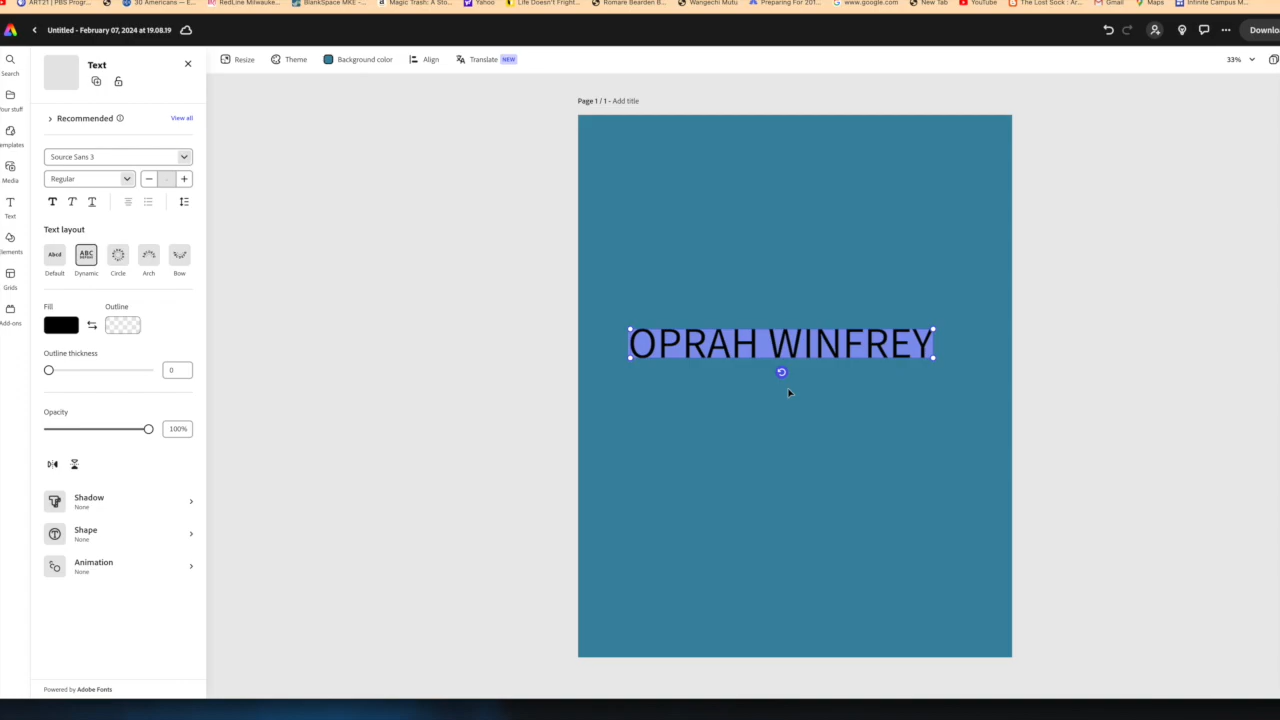 ART21 | PBS Progr...
30 Americans — E...
RedLine Milwauke...
BlankSpace MKE -...
Magic Trash: A Sto...
Yahoo
Life Doesn't Fright...
Romare Bearden B...
Wangechi Mutu
Preparing For 201...
www.google.com
New Tab
YouTube
The Lost Sock : Ar...
Gmail
Maps
Infinite Campus M...
Untitled - February 07, 2024 at 19.08.19
Downlo
Search
Your stuff
emplates
Media
Text
Elements
Grids
Add-ons
Text
Recommended
View all
Source Sans 3
Regular
T T T
Text layout
Abcd
ABC
Default
Dynamic
Circle
Arch
Bow
Fill
Outline
Outline thickness
0
Opacity
100%
Shadow
None
Shape
None
Animation
None
Powered by Adobe Fonts
Resize
Theme
Background color
Align
Translate NEW
33%
Page 1 / 1 - Add title
OPRAH WINFREY